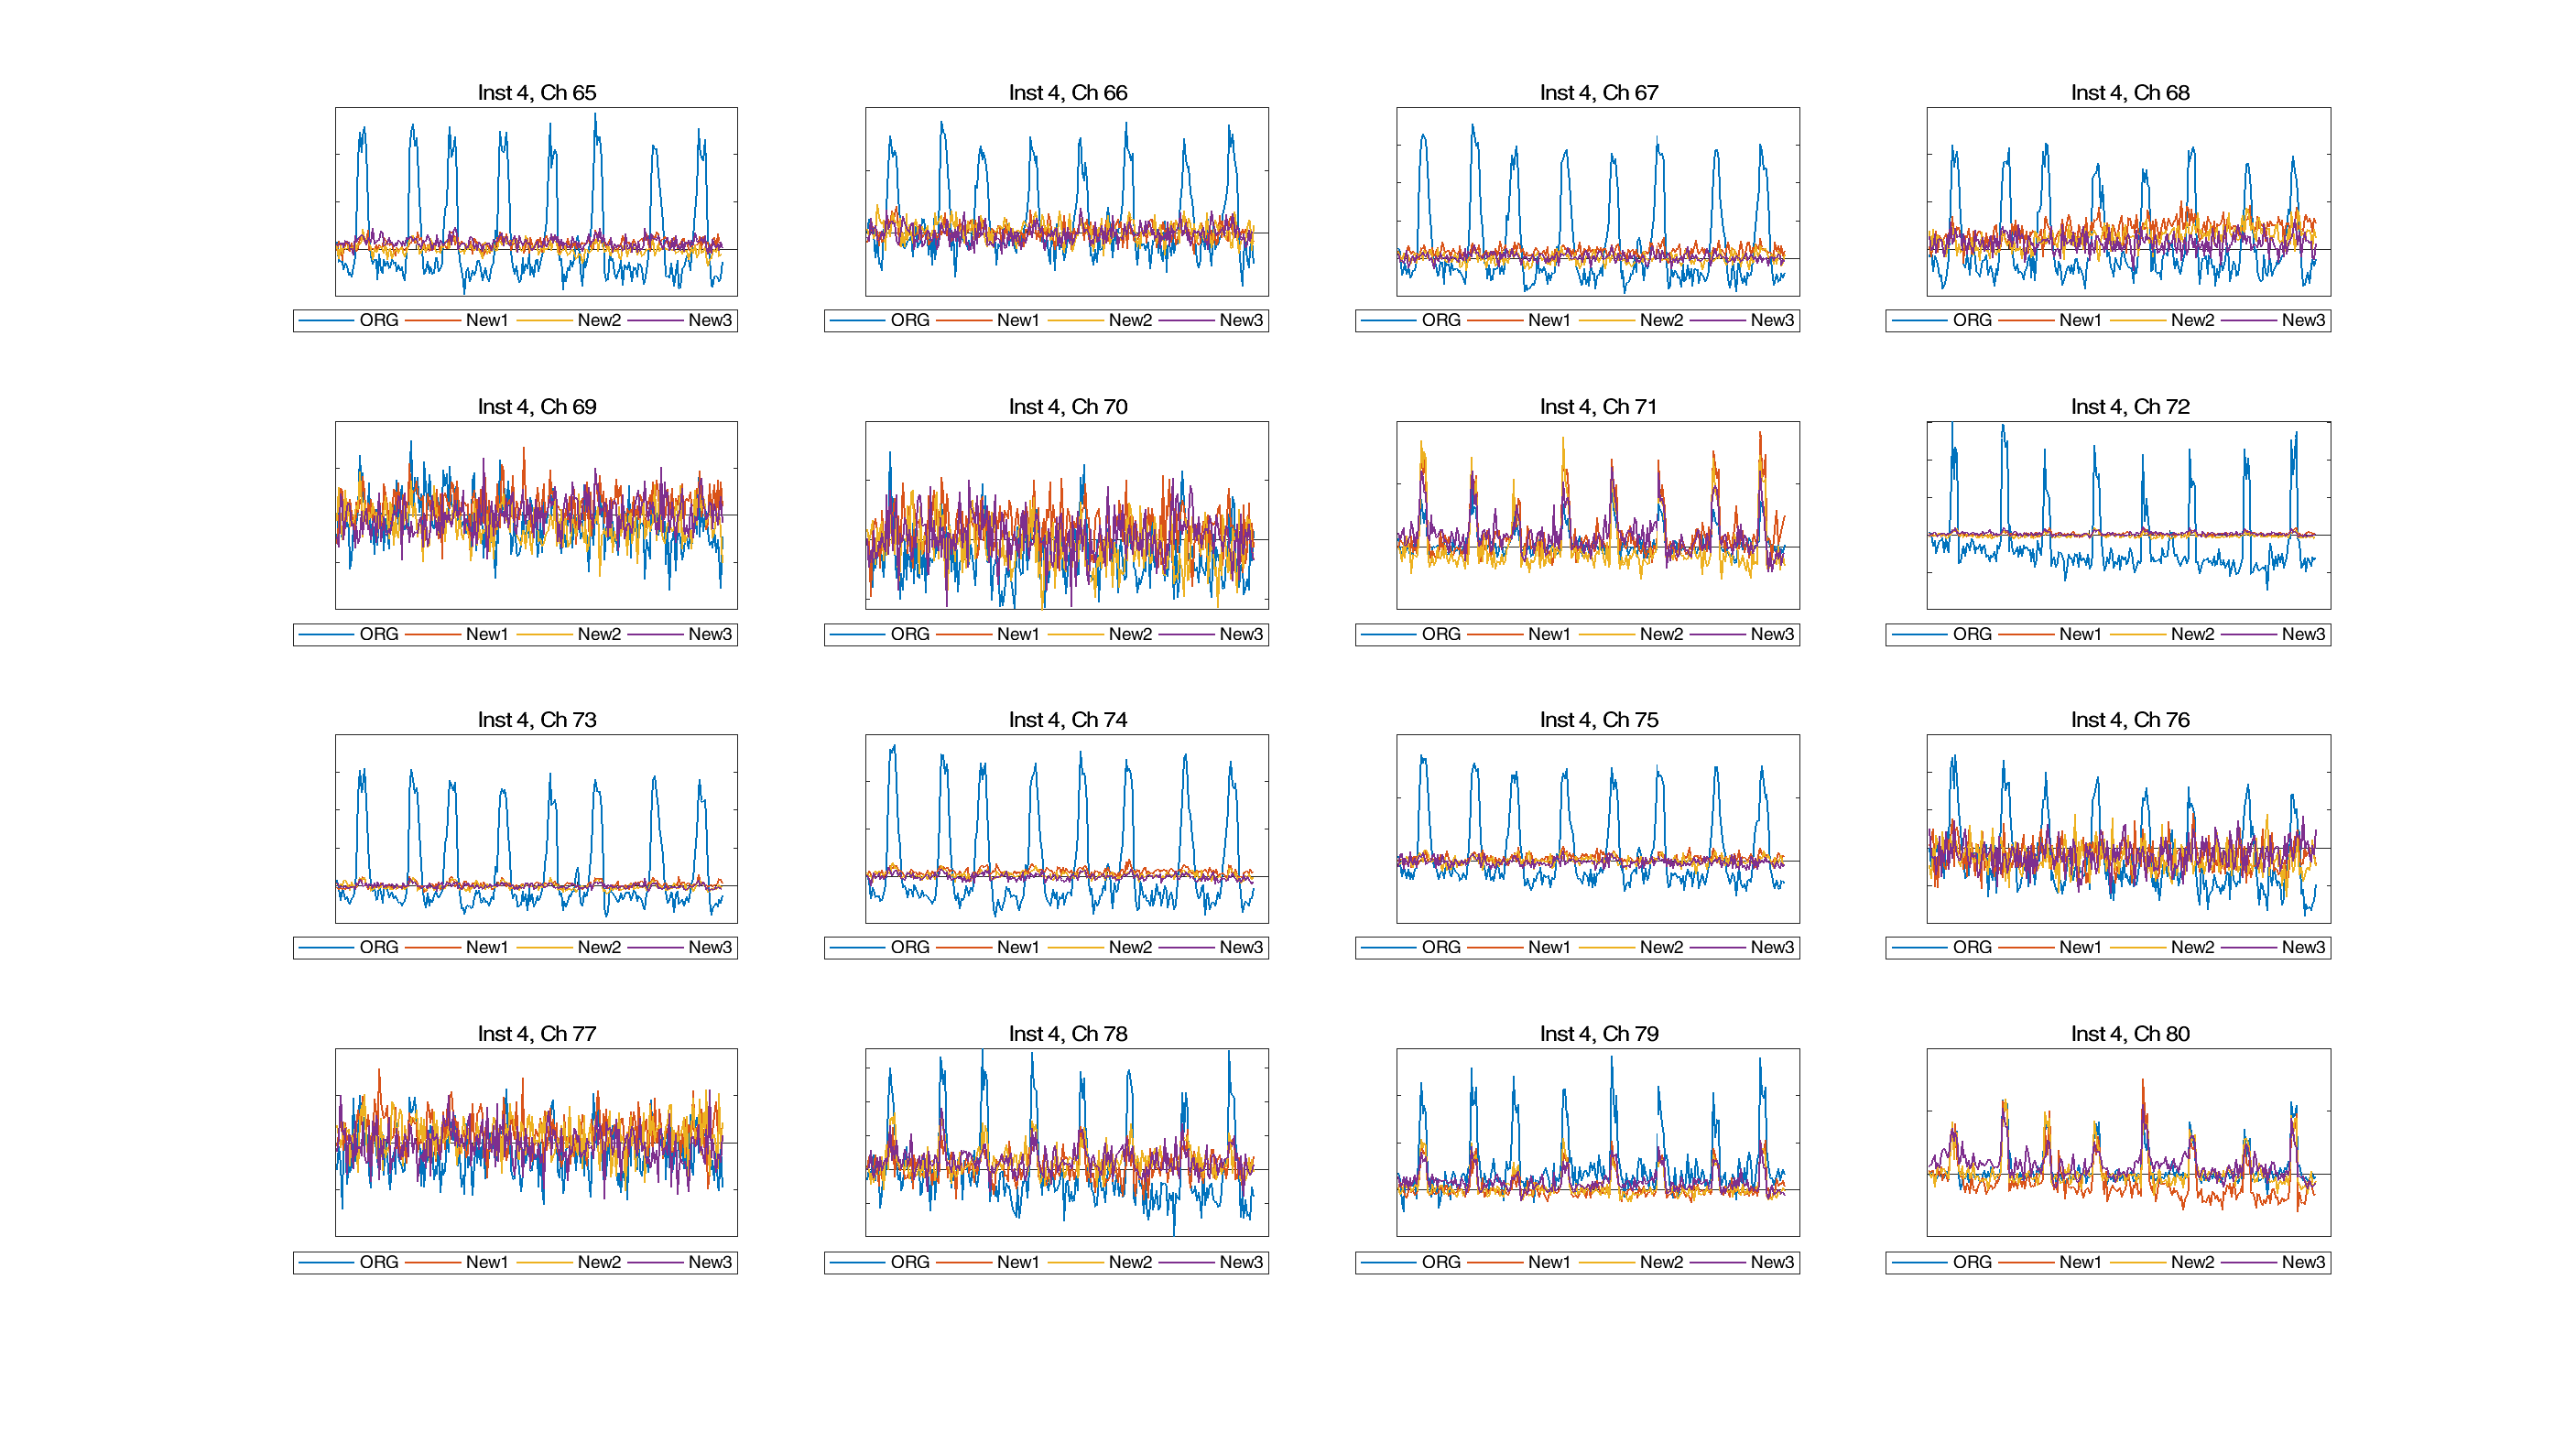 Inst 4, Ch 65
Inst 4, Ch 66
Inst 4, Ch 67
Inst 4, Ch 68
ORG New1 New2 New3
ORG New1 New2 New3
ORG New1 New2 New3
ORG New1 New2 New3
Inst 4, Ch 69
Inst 4, Ch 70
Inst 4, Ch 71
Inst 4, Ch 72
ORG New1 New2 New3
ORG New1 New2 New3
ORG New1 New2 New3
ORG New1 New2 New3
Inst 4, Ch 73
Inst 4, Ch 74
Inst 4, Ch 75
Inst 4, Ch 76
ORG New1 New2 New3
ORG New1 New2 New3
ORG New1 New2 New3
ORG New1 New2 New3
Inst 4, Ch 77
Inst 4, Ch 78
Inst 4, Ch 79
Inst 4, Ch 80
ORG New1 New2 New3
ORG New1 New2 New3
ORG New1 New2 New3
ORG New1 New2 New3